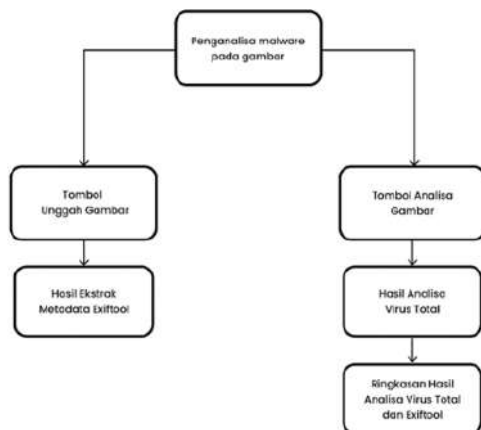 Penganalisa malware
pada gambar
Tombol
Unggah Gambar
Tombol Analisa
Gambar
Hasil Ekstrak
Metadata Exiftool
Hasil Analisa
Virus Total
Ringkasan Hasil
Analisa Virus Total
dan Exiftool